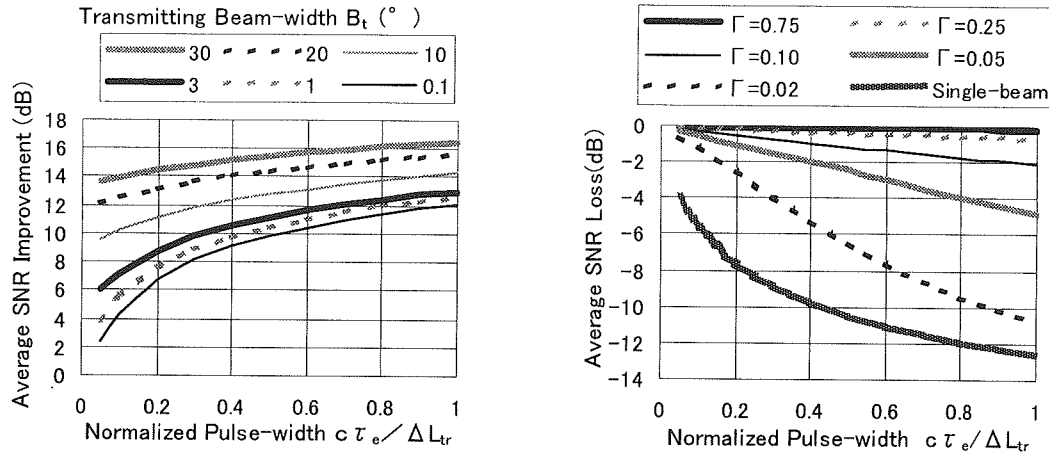 Transmitting Beam-width Bt (°)
30 20 10
3 1 0.1
Average SNR Improvement (dB)
18
16
14
12
10
8
6
4
2
0
0 0.2 0.4 0.6 0.8 1
Normalized Pulse-width c τe / ΔLtr
Γ=0.75 Γ=0.25
Γ=0.10 Γ=0.05
Γ=0.02 Single-beam
Average SNR Loss(dB)
0
-2
-4
-6
-8
-10
-12
-14
0 0.2 0.4 0.6 0.8 1
Normalized Pulse-width c τe / ΔLtr